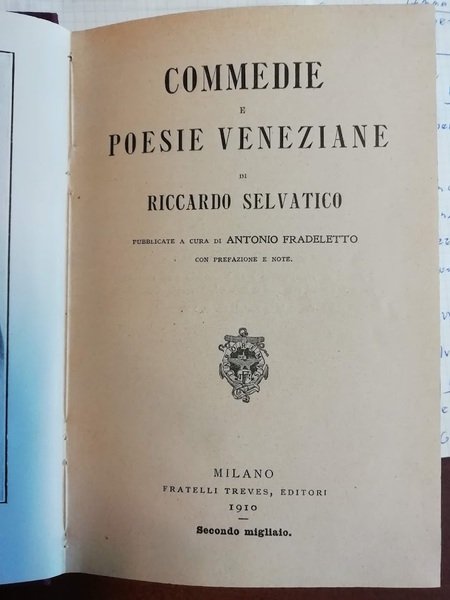 COMMEDIE
E
POESIE VENEZIANE
DI
RICCARDO SELVATICO
PUBBLICATE A CURA DI ANTONIO FRADELETTO
CON PREFAZIONE E NOTE.
MILANO
FRATELLI TREVES, EDITORI
1910
Secondo migliaio.